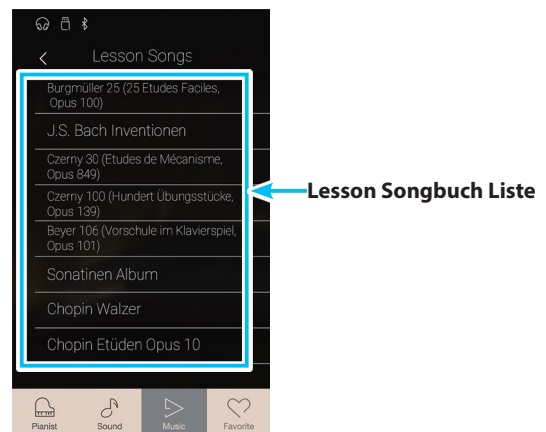 Lesson Songs
Burgmüller 25 (25 Etudes Faciles,
Opus 100)
J.S. Bach Inventionen
Czerny 30 (Etudes de Mécanisme,
Opus 849)
Czerny 100 (Hundert Übungsstücke,
Opus 139)
Beyer 106 (Vorschule im Klavierspiel,
Opus 101)
Sonatinen Album
Chopin Walzer
Chopin Etüden Opus 10
Lesson Songbuch Liste
Pianist Sound Music Favorite